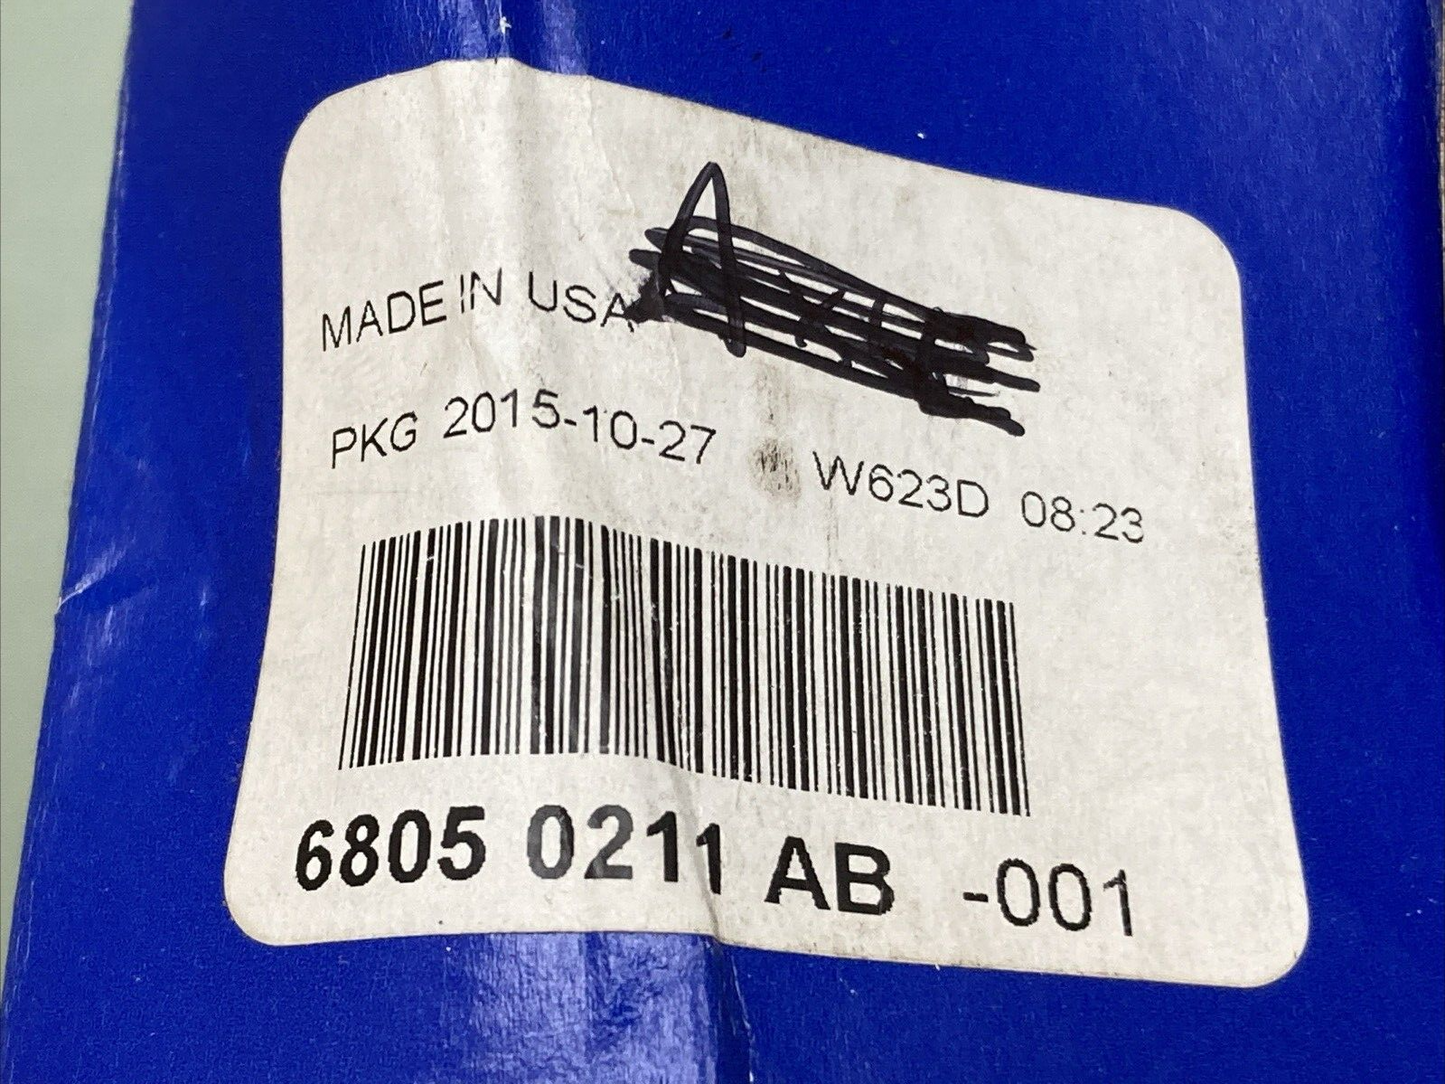 MADE IN USA
PKG 2015-10-27 W623D 08:23
6805 0211 AB -001